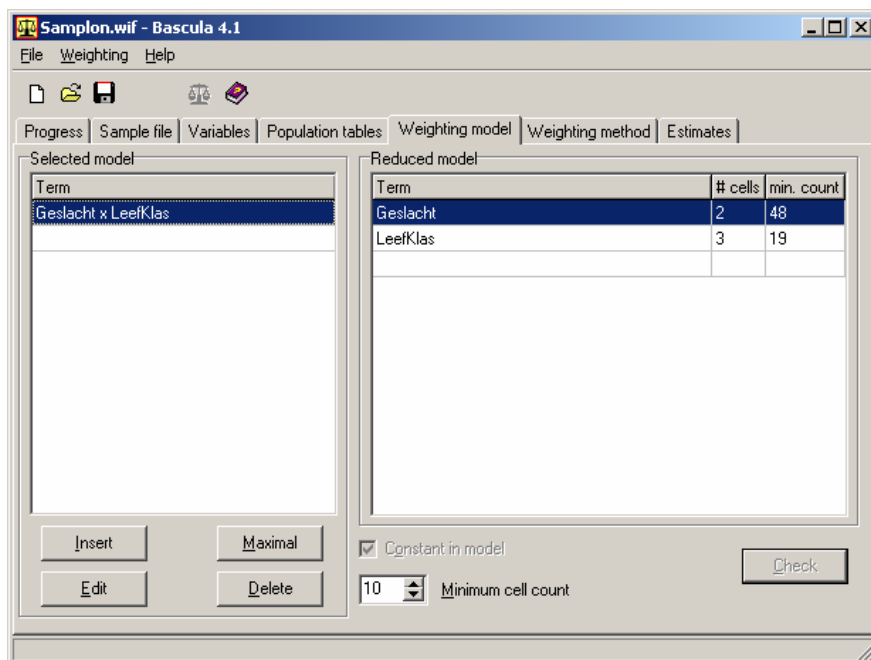 Samplon.wif - Bascula 4.1
File Weighting Help
Progress Sample file Variables Population tables Weighting model Weighting method Estimates
Selected model
Term
Geslacht x LeefKlas
Reduced model
Term # cells min. count
Geslacht 2 48
LeefKlas 3 19
Insert Maximal
Edit Delete
Constant in model
10 Minimum cell count
Check